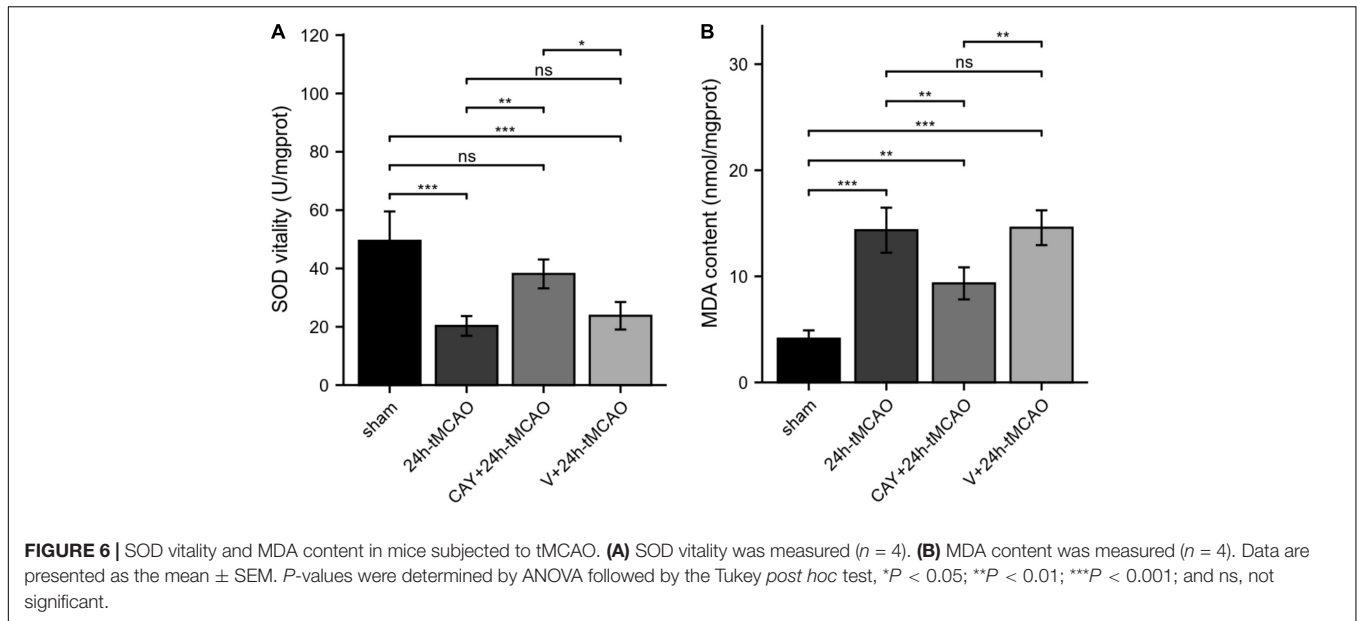 A
120
100
80
60
40
20
0
SOD vitality (U/mgprot)
*
ns
**
***
ns
***
sham
24h-tMCAO
CAY+24h-tMCAO
V+24h-tMCAO
B
30
20
10
0
MDA content (nmol/mgprot)
**
ns
**
***
**
***
sham
24h-tMCAO
CAY+24h-tMCAO
V+24h-tMCAO
FIGURE 6 | SOD vitality and MDA content in mice subjected to tMCAO. (A) SOD vitality was measured (n = 4). (B) MDA content was measured (n = 4). Data are
presented as the mean ± SEM. P-values were determined by ANOVA followed by the Tukey post hoc test, *P < 0.05; **P < 0.01; ***P < 0.001; and ns, not
significant.